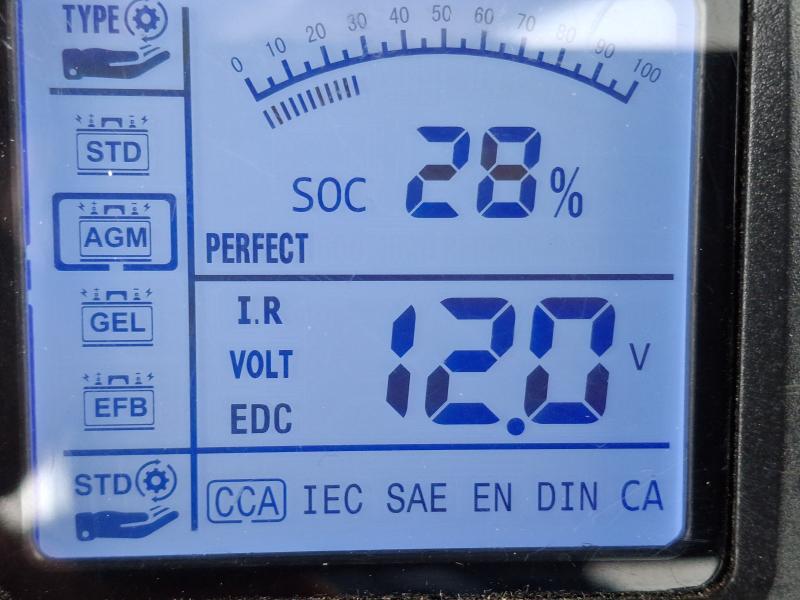 TYPE
0 10 20 30 40 50 60 70 80 90 100
STD
SOC 28 %
AGM
PERFECT
GEL
I.R
VOLT
12.0 V
EFB
EDC
STD
CCA IEC SAE EN DIN CA